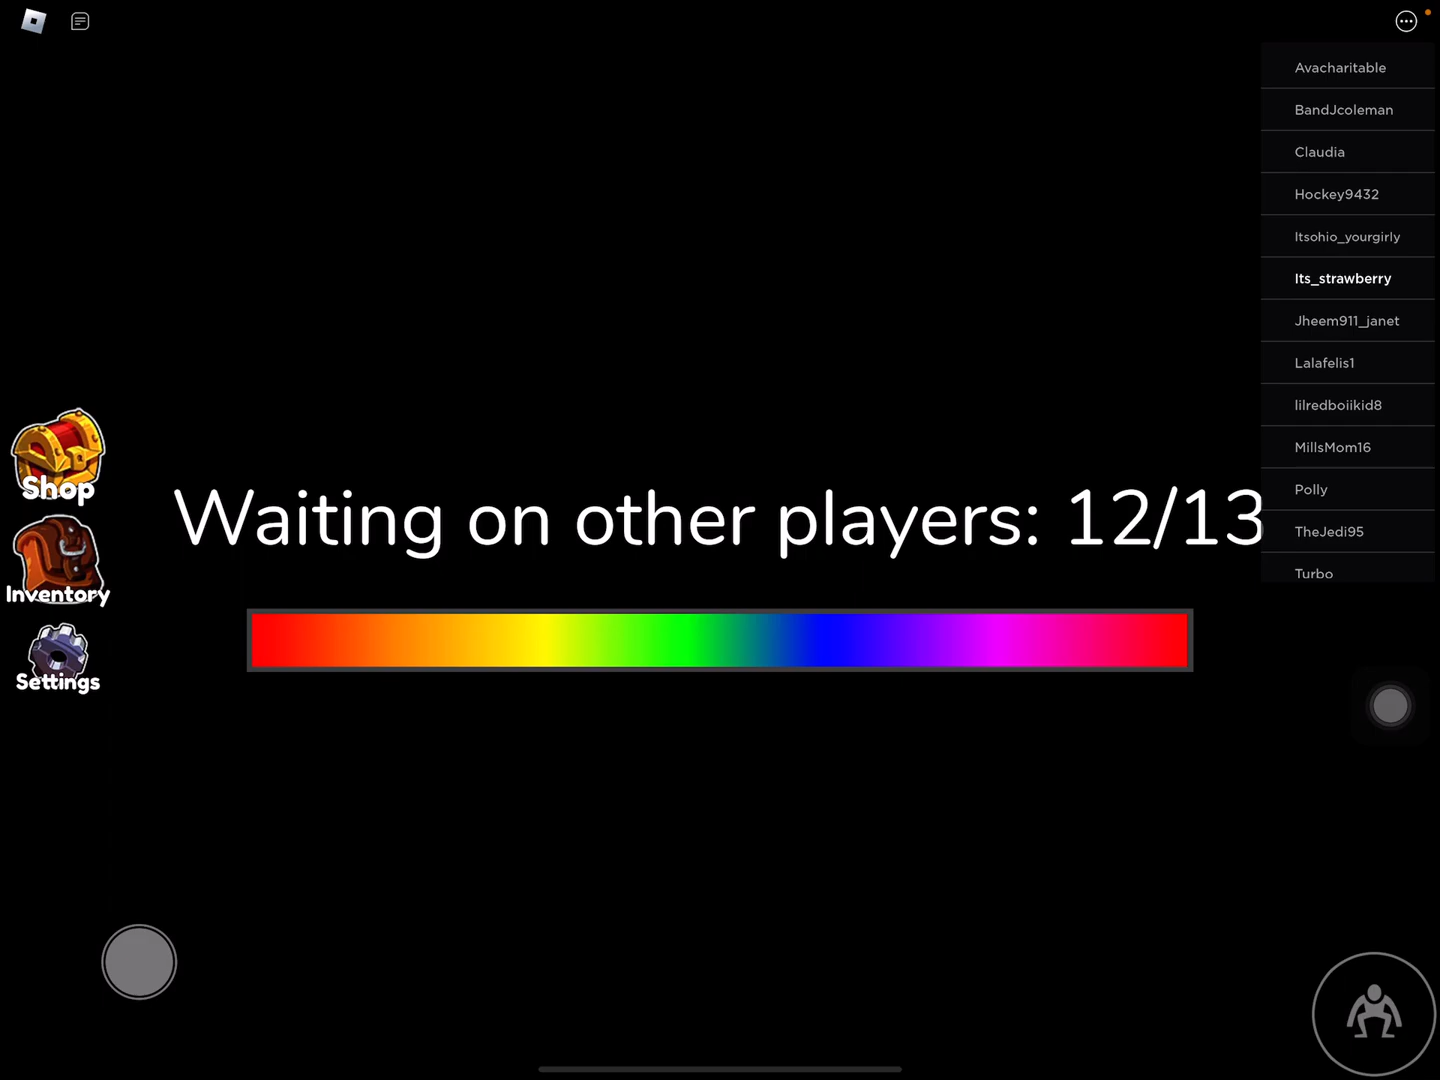 Avacharitable
BandJcoleman
Claudia
Hockey9432
Itsohio_yourgirly
Its_strawberry
Jheem911_janet
Lalafelis1
lilredboiikid8
MillsMom16
Polly
TheJedi95
Turbo
Shop
Inventory
Settings
Waiting on other players: 12/13